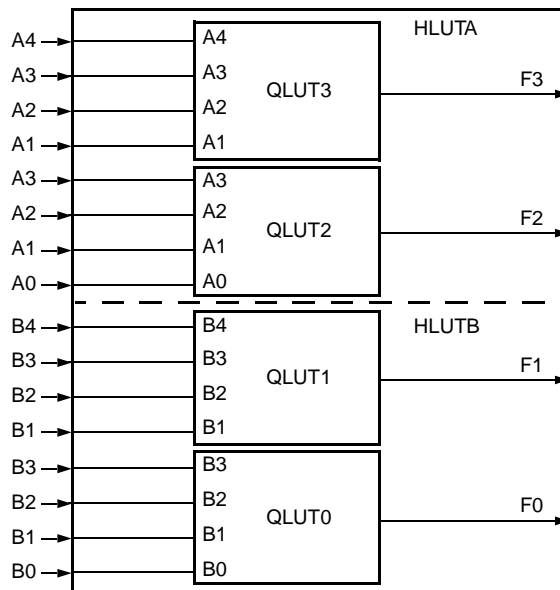 HLUTA
A4 A4
A3 A3
A2 A2
A1 A1
QLUT3
F3
A3 A3
A2 A2
A1 A1
A0 A0
QLUT2
F2
HLUTB
B4 B4
B3 B3
B2 B2
B1 B1
QLUT1
F1
B3 B3
B2 B2
B1 B1
B0 B0
QLUT0
F0